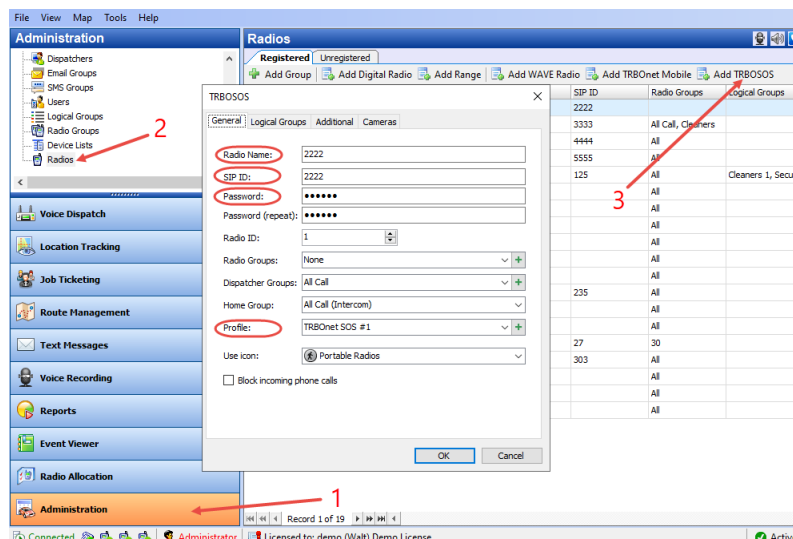 File View Map Tools Help
Administration
Dispatchers
Email Groups
SMS Groups
Users
Logical Groups
Radio Groups
Device Lists
Radios
2
Voice Dispatch
Location Tracking
Job Ticketing
Route Management
Text Messages
Voice Recording
Reports
Event Viewer
Radio Allocation
Administration
1
Radios
Registered Unregistered
Add Group Add Digital Radio Add Range Add WAVE Radio Add TRBOnet Mobile Add TRBOSOS
SIP ID Radio Groups Logical Groups
2222
3333 All Call, Cleaners
4444 All
5555 All
125 All Cleaners 1, Secu
3
All
All
All
All
All
All
235 All
All
All
27 30
303 All
All
All
All
TRBOSOS
General Logical Groups Additional Cameras
Radio Name: 2222
SIP ID: 2222
Password: ••••••
Password (repeat): ••••••
Radio ID: 1
Radio Groups: None
Dispatcher Groups: All Call
Home Group: All Call (Intercom)
Profile: TRBOnet SOS #1
Use icon: Portable Radios
Block incoming phone calls
OK Cancel
Record 1 of 19
Connected Administrator Licensed to: demo (Walt) Demo License Active